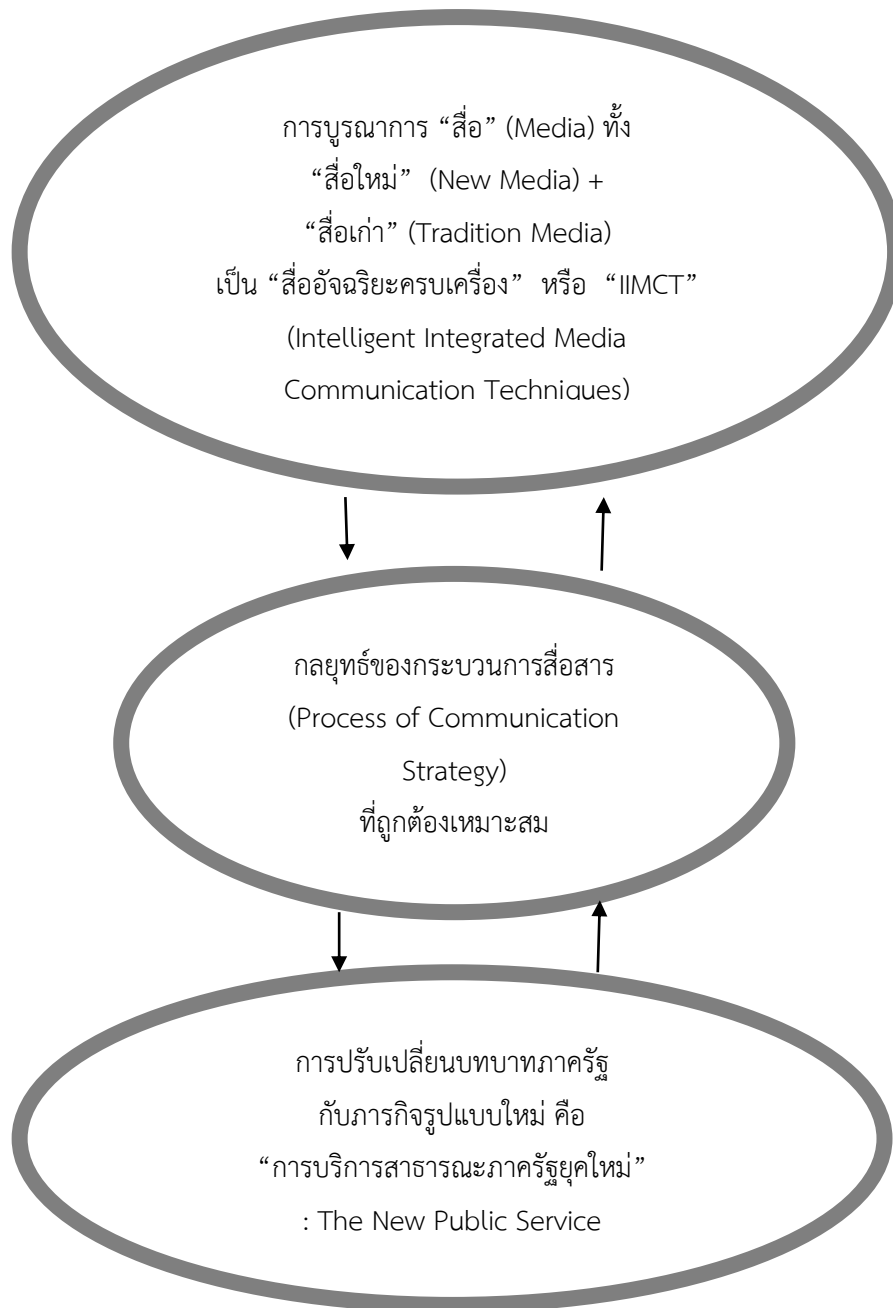 การบูรณาการ “สื่อ” (Media) ทั้ง
“สื่อใหม่” (New Media) +
“สื่อเก่า” (Tradition Media)
เป็น “สื่ออัจฉริยะครบเครื่อง” หรือ “IIMCT”
(Intelligent Integrated Media
Communication Techniques)
กลยุทธ์ของกระบวนการสื่อสาร
(Process of Communication
Strategy)
ที่ถูกต้องเหมาะสม
การปรับเปลี่ยนบทบาทภาครัฐ
กับภารกิจรูปแบบใหม่ คือ
“การบริการสาธารณะภาครัฐยุคใหม่”
: The New Public Service